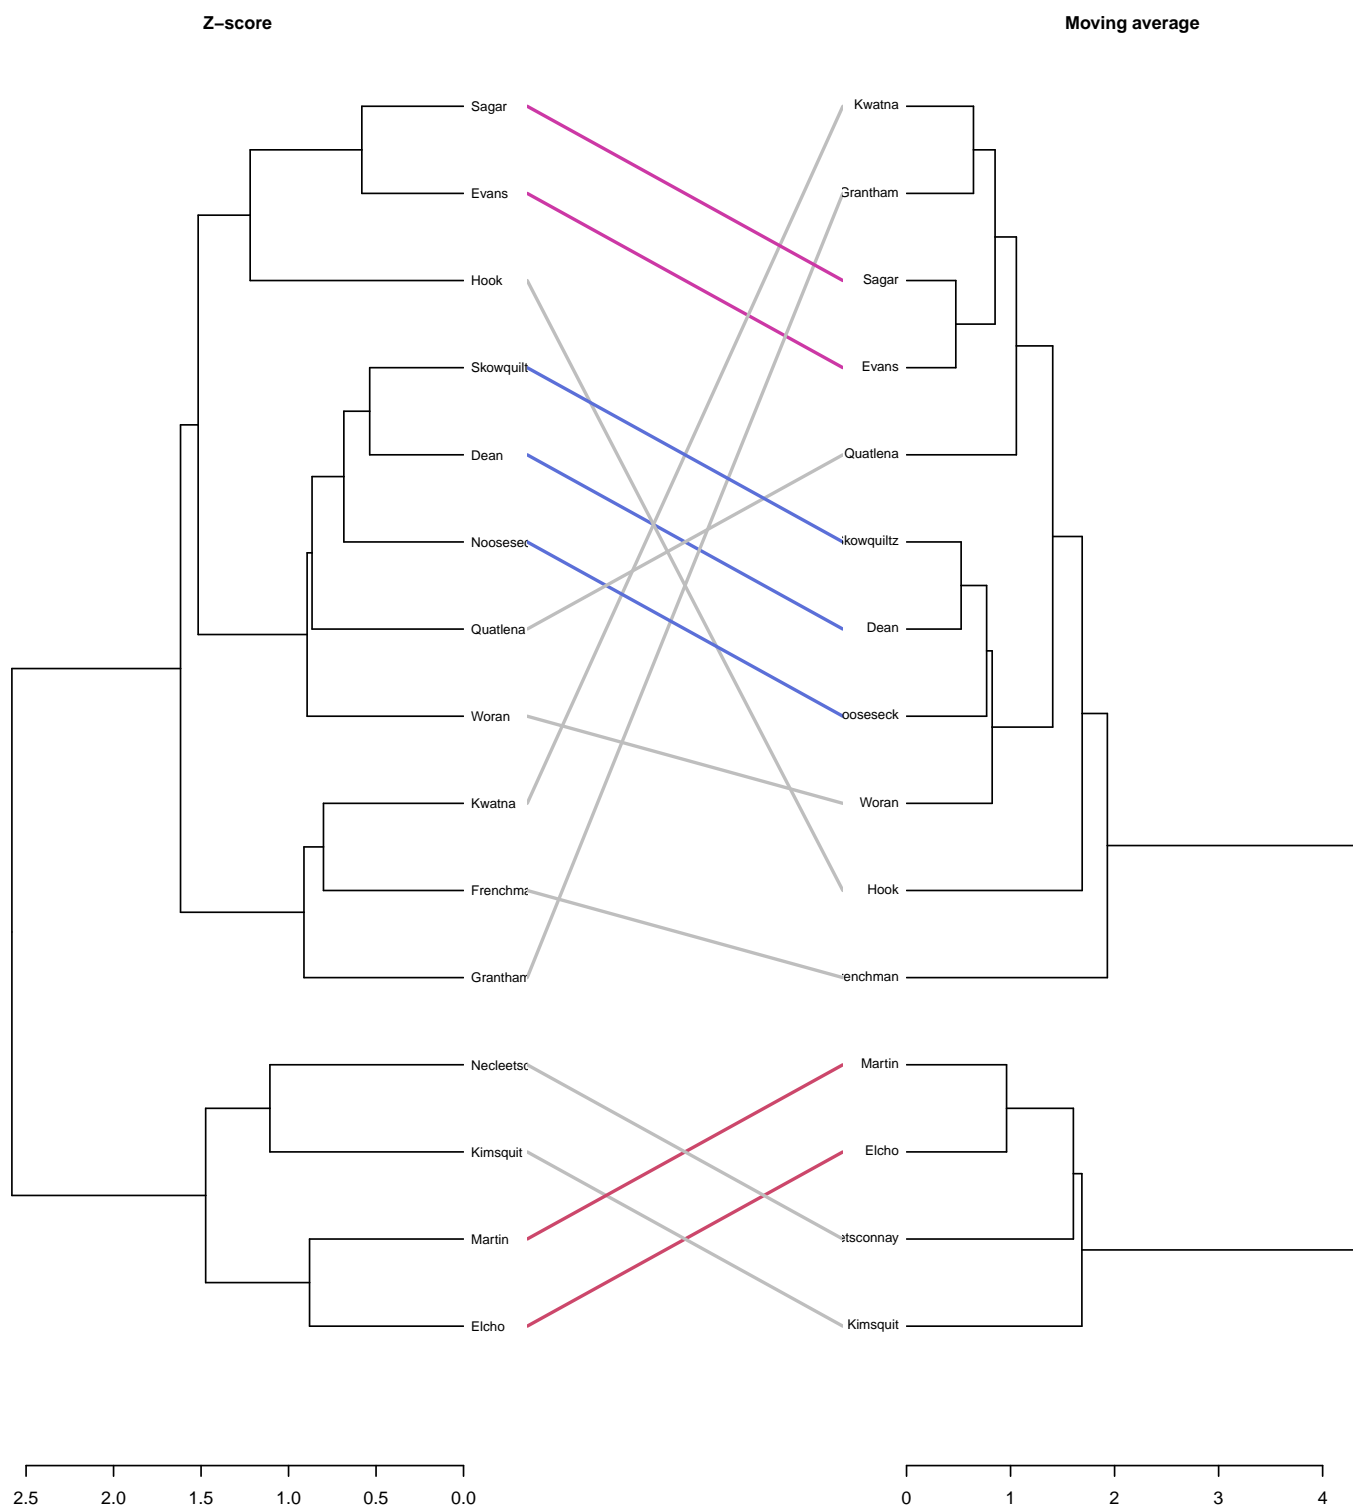 Z−score
Moving average
Sagar
Evans
Hook
Skowquilt
Dean
Noosesec
Quatlena
Woran
Kwatna
Frenchma
Grantham
Necleetsc
Kimsquit
Martin
Elcho
Kwatna
Grantham
Sagar
Evans
Quatlena
kowquiltz
Dean
ooseseck
Woran
Hook
enchman
Martin
Elcho
etsconnay
Kimsquit
2.5 2.0 1.5 1.0 0.5 0.0
0 1 2 3 4